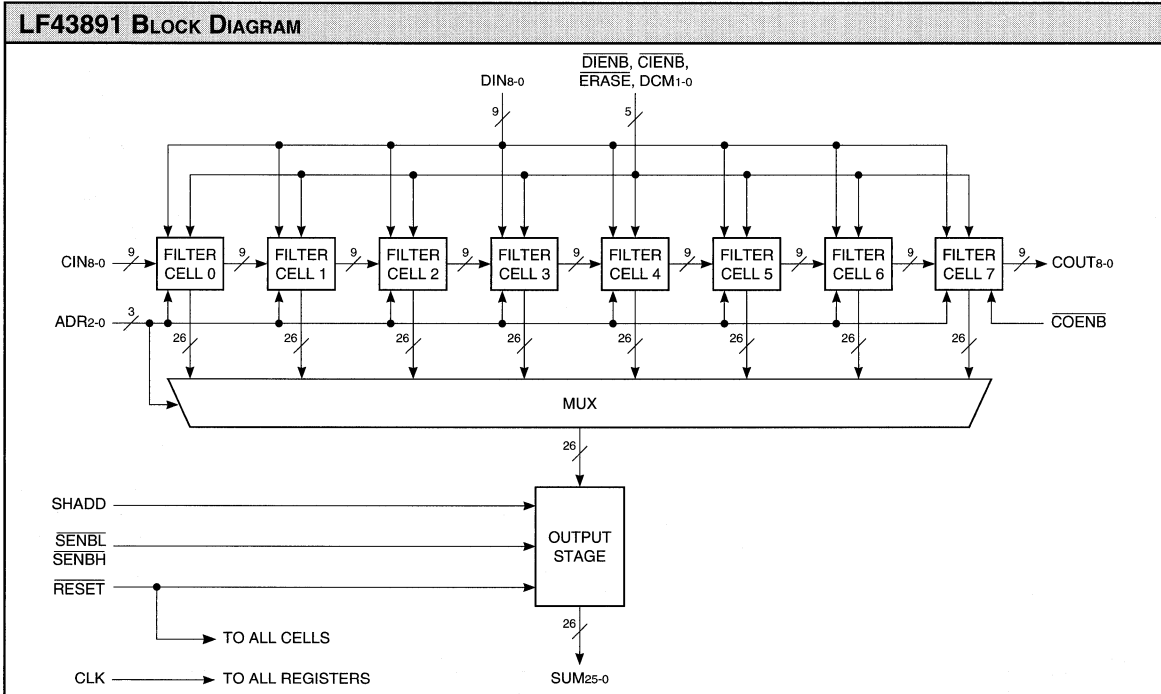 LF43891 BLOCK DIAGRAM
DIENB, CIENB,
DIN8-0 ERASE, DCM1-0
9 5
CIN8-0 9 FILTER CELL 0 9 FILTER CELL 1 9 FILTER CELL 2 9 FILTER CELL 3 9 FILTER CELL 4 9 FILTER CELL 5 9 FILTER CELL 6 9 FILTER CELL 7 9 COUT8-0
ADR2-0 3 COENB
26 26 26 26 26 26 26 26
MUX
26
SHADD
OUTPUT
STAGE
SENBL
SENBH
RESET
26
TO ALL CELLS
CLK TO ALL REGISTERS SUM25-0